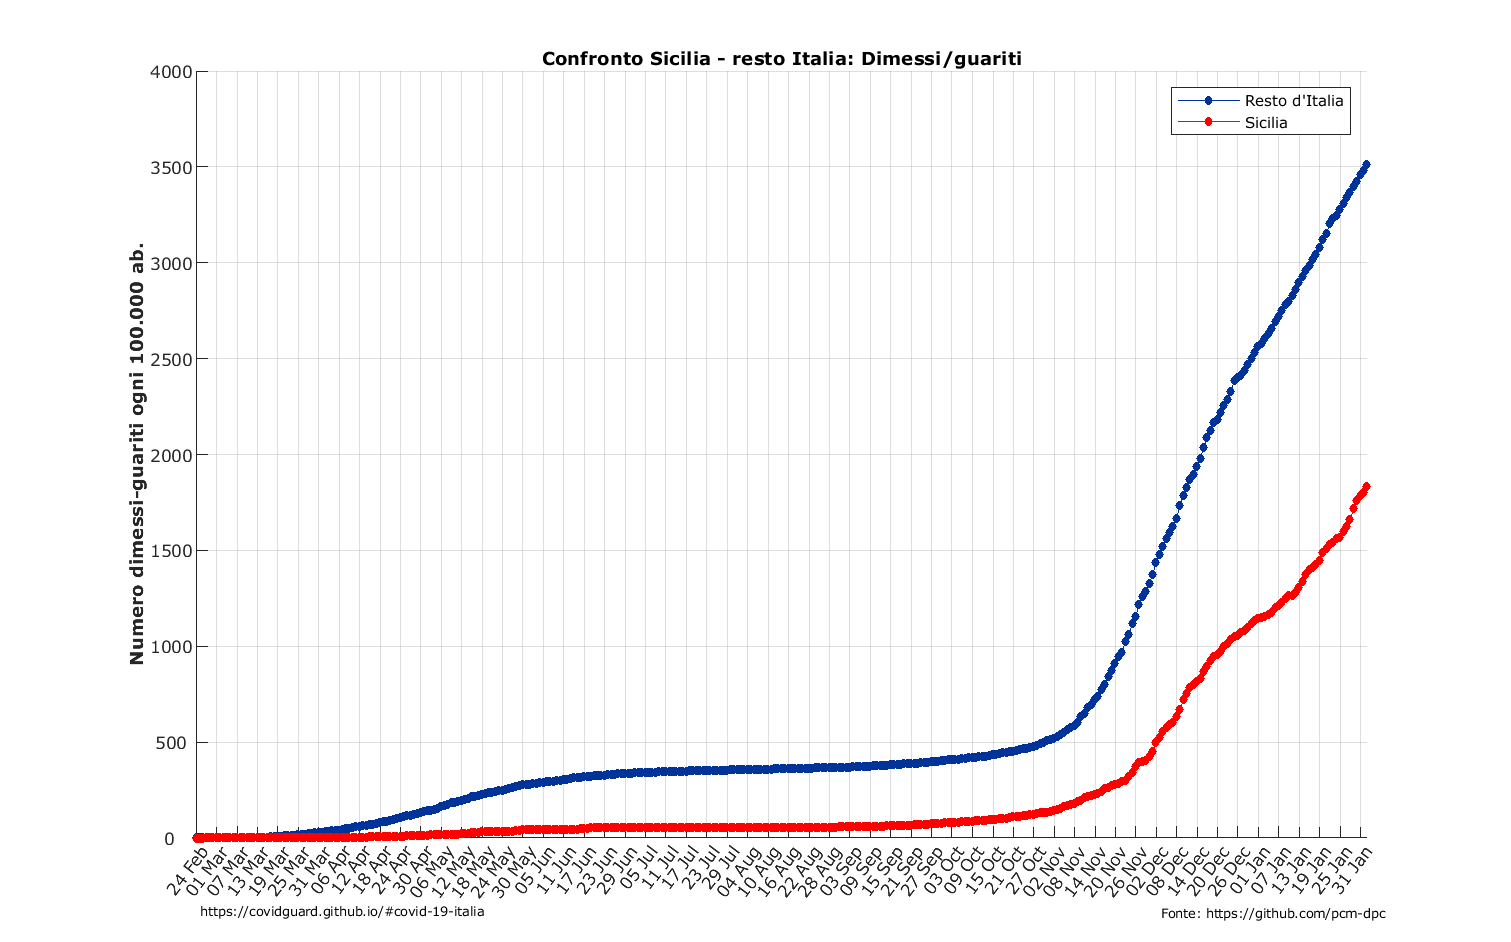 Confronto Sicilia - resto Italia: Dimessi/guariti
Numero dimessi-guariti ogni 100.000 ab.
4000
3500
3000
2500
2000
1500
1000
500
0
Resto d'Italia
Sicilia
24 Feb
01 Mar
07 Mar
13 Mar
19 Mar
25 Mar
31 Mar
06 Apr
12 Apr
18 Apr
24 Apr
30 Apr
06 May
12 May
18 May
24 May
30 May
05 Jun
11 Jun
17 Jun
23 Jun
29 Jun
05 Jul
11 Jul
17 Jul
23 Jul
29 Jul
04 Aug
10 Aug
16 Aug
22 Aug
28 Aug
03 Sep
09 Sep
15 Sep
21 Sep
27 Sep
03 Oct
09 Oct
15 Oct
21 Oct
27 Oct
02 Nov
08 Nov
14 Nov
20 Nov
26 Nov
02 Dec
08 Dec
14 Dec
20 Dec
26 Dec
01 Jan
07 Jan
13 Jan
19 Jan
25 Jan
31 Jan
https://covidguard.github.io/#covid-19-italia
Fonte: https://github.com/pcm-dpc